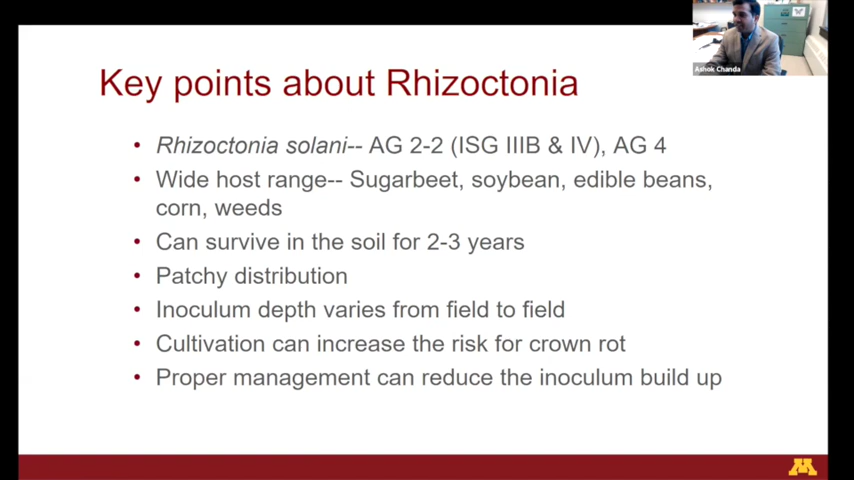 Ashok Chanda
Key points about Rhizoctonia
• Rhizoctonia solani-- AG 2-2 (ISG IIIB & IV), AG 4
• Wide host range-- Sugarbeet, soybean, edible beans,
corn, weeds
• Can survive in the soil for 2-3 years
• Patchy distribution
• Inoculum depth varies from field to field
• Cultivation can increase the risk for crown rot
• Proper management can reduce the inoculum build up
M